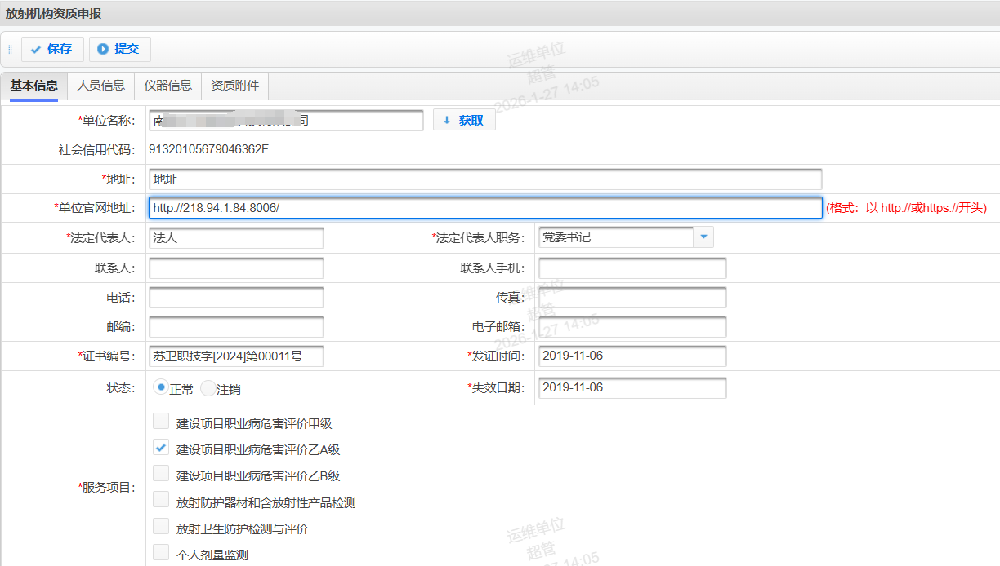 放射机构资质申报
保存 提交
基本信息 人员信息 仪器信息 资质附件
*单位名称： 南 司 获取
社会信用代码： 91320105679046362F
*地址： 地址
*单位官网地址： http://218.94.1.84:8006/ (格式：以 http://或https://开头)
*法定代表人： 法人 *法定代表人职务： 党委书记
联系人： 联系人手机：
电话： 传真：
邮编： 电子邮箱：
*证书编号： 苏卫职技字[2024]第00011号 *发证时间： 2019-11-06
状态： 正常 注销 *失效日期： 2019-11-06
*服务项目：
建设项目职业病危害评价甲级
建设项目职业病危害评价乙A级
建设项目职业病危害评价乙B级
放射防护器材和含放射性产品检测
放射卫生防护检测与评价
个人剂量监测
运维单位
超管
2026-1-27 14:05
运维单位
超管
2026-1-27 14:05
运维单位
超管
27 14:05